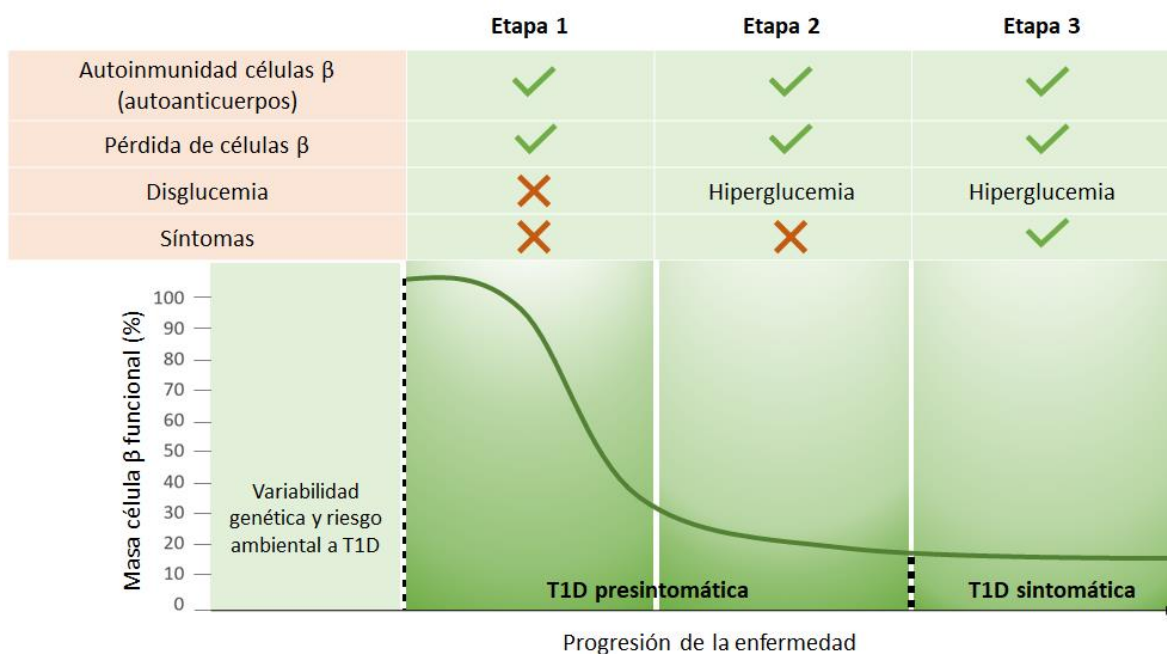 Etapa 1 Etapa 2 Etapa 3
Autoinmunidad células β
(autoanticuerpos)
Pérdida de células β
Disglucemia Hiperglucemia Hiperglucemia
Síntomas
Masa célula β funcional (%)
100
90
80
70
60
50
40
30
20
10
0
Variabilidad
genética y riesgo
ambiental a T1D
T1D presintomática T1D sintomática
Progresión de la enfermedad